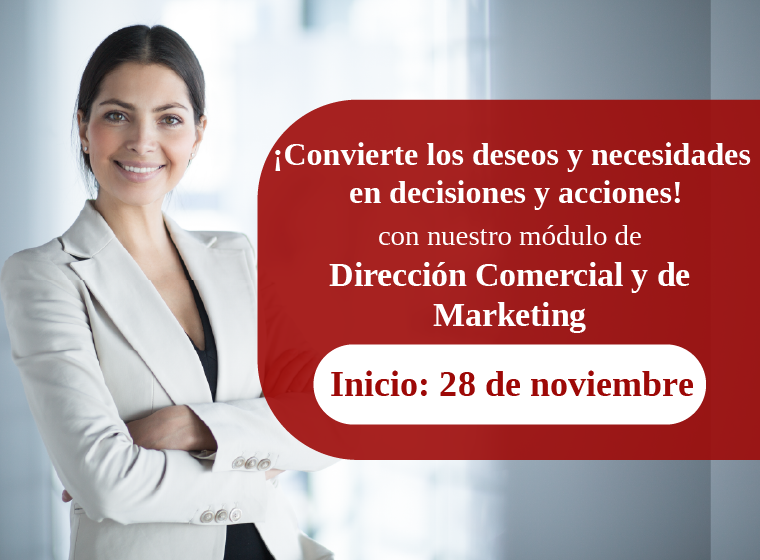 ¡Convierte los deseos y necesidades
en decisiones y acciones!
con nuestro módulo de
Dirección Comercial y de
Marketing
Inicio: 28 de noviembre